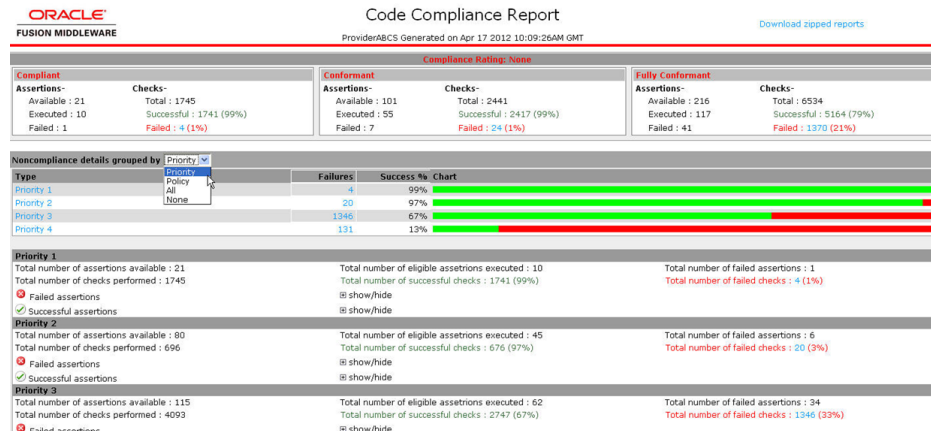 ORACLE
FUSION MIDDLEWARE
Code Compliance Report
ProviderABCS Generated on Apr 17 2012 10:09:26AM GMT
Download zipped reports
Compliance Rating: None
Compliant
Assertions- Checks-
Available : 21 Total : 1745
Executed : 10 Successful : 1741 (99%)
Failed : 1 Failed : 4 (1%)
Conformant
Assertions- Checks-
Available : 101 Total : 2441
Executed : 55 Successful : 2417 (99%)
Failed : 7 Failed : 24 (1%)
Fully Conformant
Assertions- Checks-
Available : 216 Total : 6534
Executed : 117 Successful : 5164 (79%)
Failed : 41 Failed : 1370 (21%)
Noncompliance details grouped by Priority
Priority
Policy
All
None
Type Failures Success % Chart
Priority 1 4 99%
Priority 2 20 97%
Priority 3 1346 67%
Priority 4 131 13%
Priority 1
Total number of assertions available : 21 Total number of eligible assetrions executed : 10 Total number of failed assertions : 1
Total number of checks performed : 1745 Total number of successful checks : 1741 (99%) Total number of failed checks : 4 (1%)
Failed assertions show/hide
Successful assertions show/hide
Priority 2
Total number of assertions available : 80 Total number of eligible assetrions executed : 45 Total number of failed assertions : 6
Total number of checks performed : 696 Total number of successful checks : 676 (97%) Total number of failed checks : 20 (3%)
Failed assertions show/hide
Successful assertions show/hide
Priority 3
Total number of assertions available : 115 Total number of eligible assetrions executed : 62 Total number of failed assertions : 34
Total number of checks performed : 4093 Total number of successful checks : 2747 (67%) Total number of failed checks : 1346 (33%)
Failed assertions show/hide